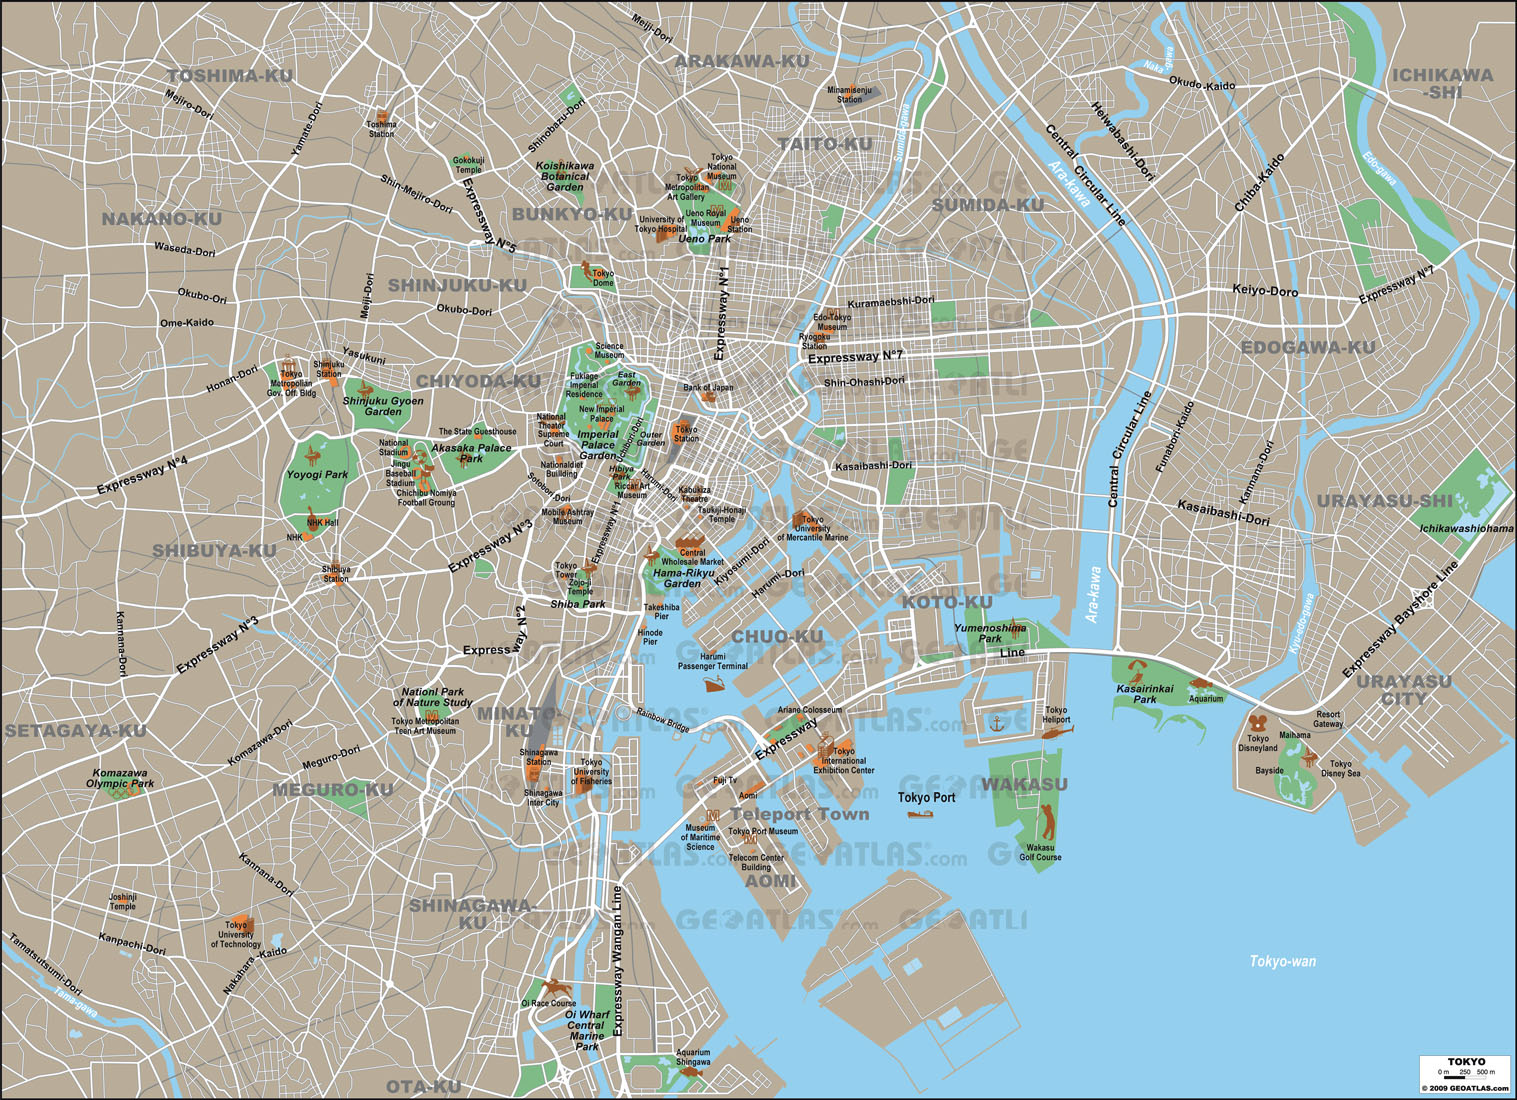 Meiji-Dori
ARAKAWA-KU
ICHIKAWA
-SHI
TOSHIMA-KU
Naka-gawa
Okudo-Kaido
Mejiro-Dori
Yamate-Dori
Toshima
Station
Shinobazu-Dori
Minamisenju
Station
Sumida-gawa
Heiwabashi-Dori
Central Circular Line
TAITO-KU
Gokokuji
Temple
Koishikawa
Botanical
Garden
Tokyo
National
Museum
Tokyo
Metropolitan
Art Gallery
Ara-kawa
Chiba-Kaido
Edo-gawa
Shin-Mejiro-Dori
Expressway N°5
NAKANO-KU
BUNKYO-KU
SUMIDA-KU
Ueno Royal
Museum
University of
Tokyo Hospital
Ueno
Station
Ueno Park
Waseda-Dori
Tokyo
Dome
Expressway N°1
SHINJUKU-KU
Meiji-Dori
Okubo-Ori
Okubo-Dori
Ome-Kaido
Kuramaebshi-Dori
Keiyo-Doro
Expressway N°7
Edo-Tokyo
Museum
Ryogoku
Station
Expressway N°7
EDOGAWA-KU
Science
Museum
Yasukuni
Honan-Dori
Tokyo
Metropolian
Gov. Off. Bldg
Shinjuku
Station
CHIYODA-KU
Fukiage
Imperial
Residence
East
Garden
Bank of Japan
Shin-Ohashi-Dori
Shinjuku Gyoen
Garden
New Imperial
Palace
National
Theater
Supreme
Court
Imperial
Palace
Garden
Uchibori-Dori
Outer
Garden
Tokyo
Station
The State Guesthouse
Akasaka Palace
Park
National
Stadium
Jingu
Baseball
Stadium
Chichibu Nomiya
Football Groung
Central Circular Line
Funabori-Kaido
Kannana-Dori
Expressway N°4
Yoyogi Park
Nationaldiet
Builliing
Hibiya
Park
Riccar Art
Museum
Harumi-Dori
Kasaibashi-Dori
Sotobori Dori
Mobile Ashtray
Museum
Expressway N°1
Kabukiza
Theatre
Tsukiji-Honaji
Temple
Kasaibashi-Dori
URAYASU-SHI
Ichikawashiohama
NHK Hall
NHK
Expressway N°3
Tokyo
University
of Mercantile Marine
SHIBUYA-KU
Shibuya
Station
Tokyo
Tower
Zojo-ji
Temple
Shiba Park
Central
Wholesale Market
Hama-Rikyu
Garden
Kiyosumi-Dori
Harumi-Dori
Ara-kawa
Kyu-edo-gawa
Expressway Bayshore Line
KOTO-KU
Takeshiba
Pier
Hinode
Pier
CHUO-KU
Yumenoshima
Park
Kannana-Dori
Expressway N°3
Expressway N°2
Line
Harumi
Passenger Terminal
Kasairinkai
Park
Aquarium
URAYASU
CITY
Nationl Park
of Nature Study
Tokyo Metropolitan
Teen Art Museum
MINATO-
KU
Rainbow Bridge
Ariane Colosseum
Expressway
Tokyo
Heliport
Resort
Gateway
SETAGAYA-KU
Komazawa-Dori
Meguro-Dori
Shinagawa
Station
Tokyo
University
of Fisheries
Tokyo
International
Exhibition Center
Tokyo
Disneyland
Maihama
Bayside
Tokyo
Disney Sea
Komazawa
Olympic Park
MEGURO-KU
Shinagawa
Inter City
Fuji Tv
Aomi
WAKASU
Tokyo Port
Teleport Town
Museum
of Maritime
Science
Tokyo Port Museum
Telecom Center
Building
Wakasu
Golf Course
AOMI
Kannana-Dori
SHINAGAWA-
KU
Joshinji
Temple
Tokyo
University
of Technology
Kanpachi-Dori
Tamatsutsumi-Dori
Nakahara-Kaido
Expressway Wangan Line
Tokyo-wan
Tama-gawa
Oi Race Course
Oi Wharf
Central
Marine
Park
Aquarium
Shingawa
OTA-KU
TOKYO
0 m 250 500 m
© 2009 GEOATLAS.com